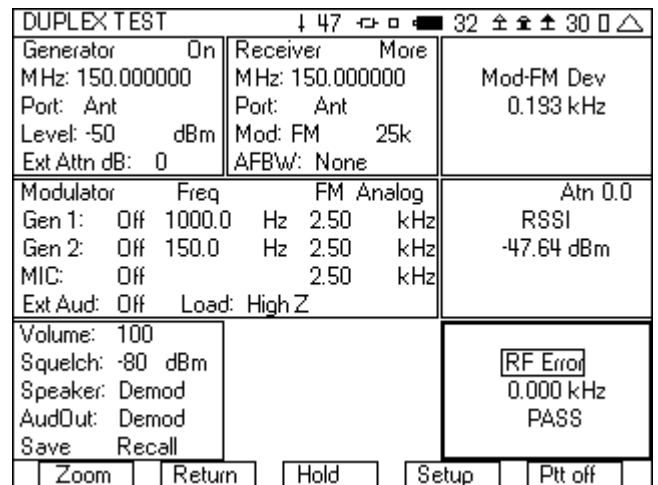 DUPLEX TEST ↓ 47 32 30
Generator On
MHz: 150.000000
Port: Ant
Level: -50 dBm
Ext Attn dB: 0
Receiver More
MHz: 150.000000
Port: Ant
Mod: FM 25k
AFBW: None
Mod-FM Dev
0.193 kHz
Modulator Freq FM Analog
Gen 1: Off 1000.0 Hz 2.50 kHz
Gen 2: Off 150.0 Hz 2.50 kHz
MIC: Off 2.50 kHz
Ext Aud: Off Load: High Z
Atn 0.0
RSSI
-47.64 dBm
Volume: 100
Squelch: -80 dBm
Speaker: Demod
AudOut: Demod
Save Recall
RF Error
0.000 kHz
PASS
Zoom Return Hold Setup Ptt off